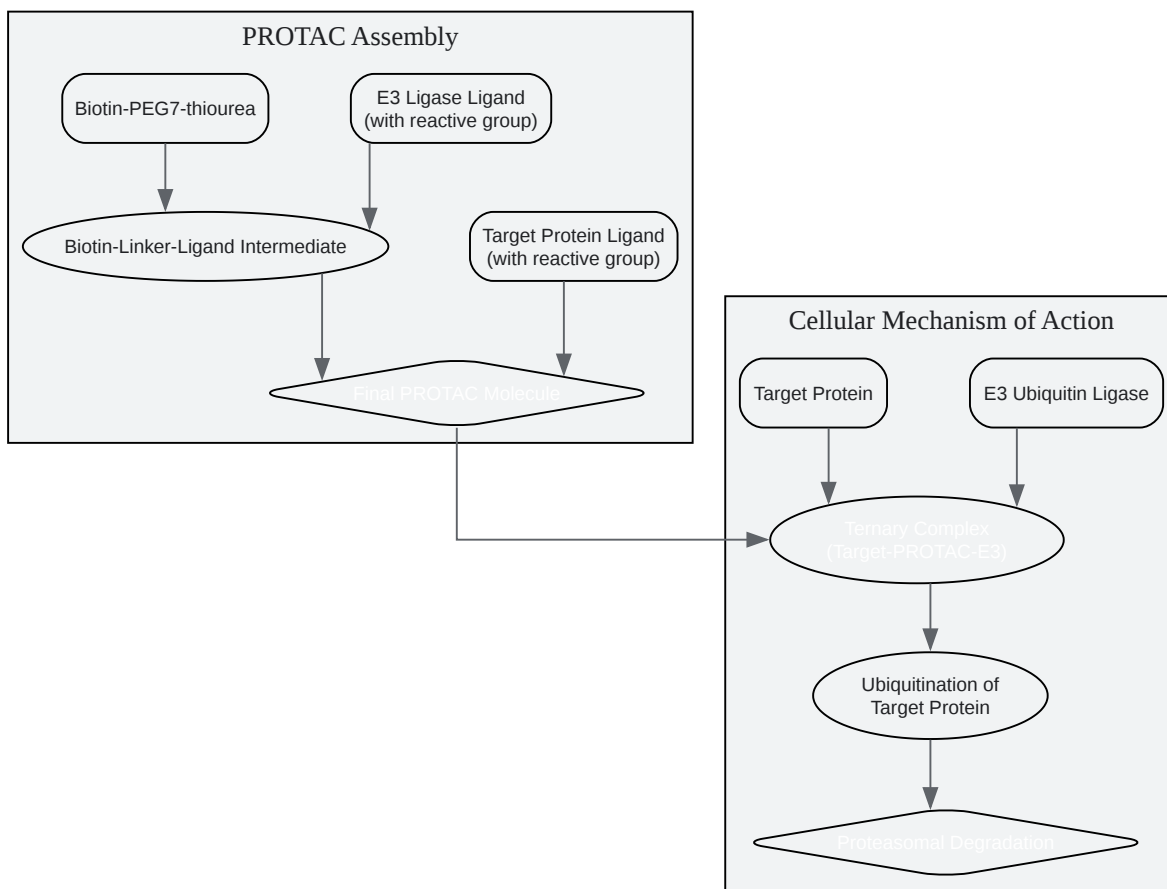 PROTAC Assembly
Biotin-PEG7-thiourea
E3 Ligase Ligand
(with reactive group)
Biotin-Linker-Ligand Intermediate
Target Protein Ligand
(with reactive group)
Final PROTAC Molecule
Cellular Mechanism of Action
Target Protein
E3 Ubiquitin Ligase
Ternary Complex
(Target-PROTAC-E3)
Ubiquitination of
Target Protein
Proteasomal Degradation